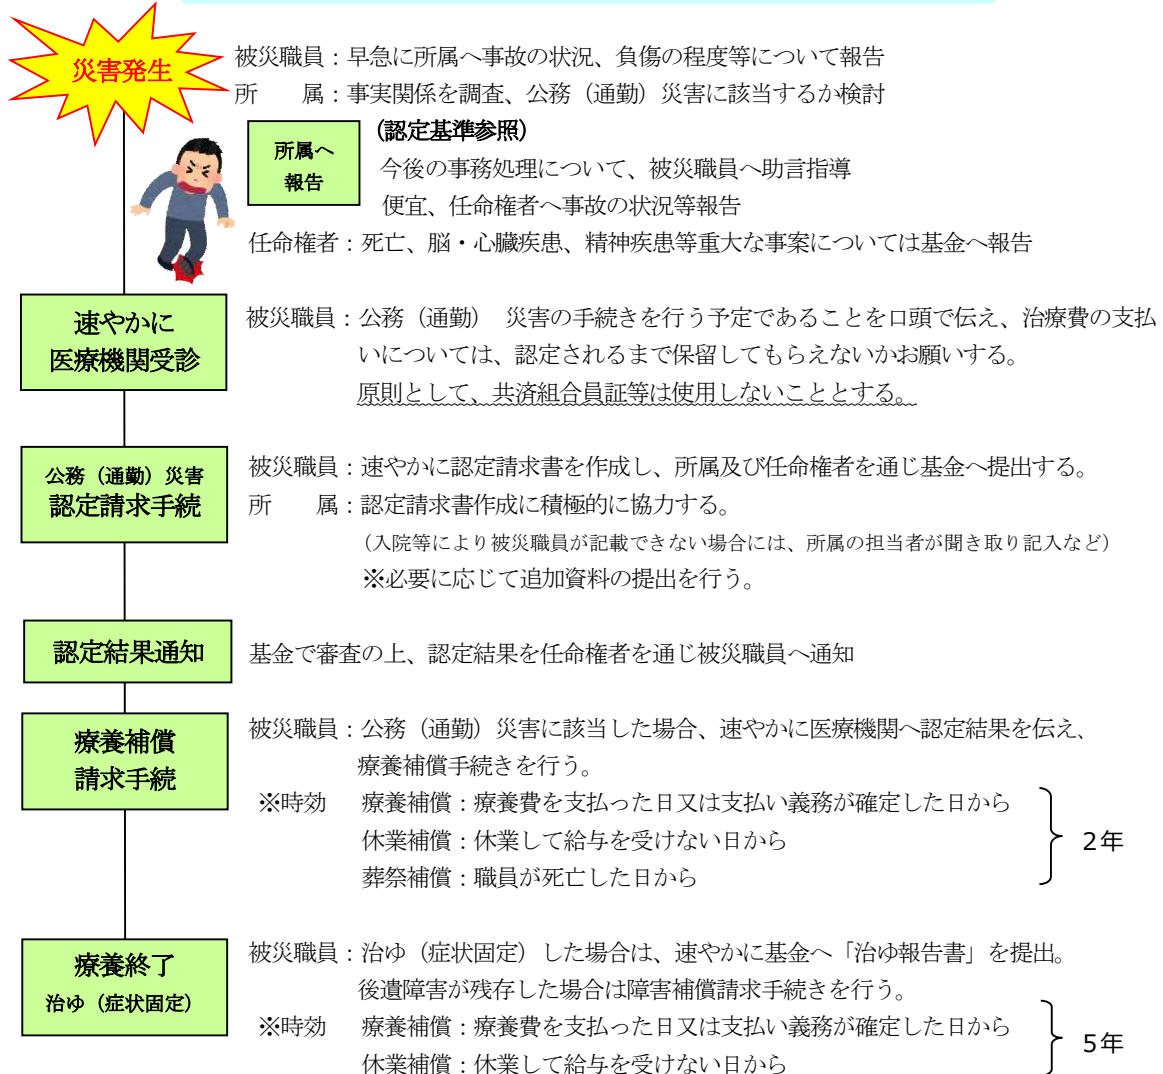 災害発生
被災職員：早急に所属へ事故の状況、負傷の程度等について報告
所　　属：事実関係を調査、公務（通勤）災害に該当するか検討
所属へ
報告
(認定基準参照)
今後の事務処理について、被災職員へ助言指導
便宜、任命権者へ事故の状況等報告
任命権者：死亡、脳・心臓疾患、精神疾患等重大な事案については基金へ報告
速やかに
医療機関受診
被災職員：公務（通勤）　災害の手続きを行う予定であることを口頭で伝え、治療費の支払
いについては、認定されるまで保留してもらえないかお願いする。
原則として、共済組合員証等は使用しないこととする。
公務（通勤）災害
認定請求手続
被災職員：速やかに認定請求書を作成し、所属及び任命権者を通じ基金へ提出する。
所　　属：認定請求書作成に積極的に協力する。
（入院等により被災職員が記載できない場合には、所属の担当者が聞き取り記入など）
※必要に応じて追加資料の提出を行う。
認定結果通知
基金で審査の上、認定結果を任命権者を通じ被災職員へ通知
療養補償
請求手続
被災職員：公務（通勤）災害に該当した場合、速やかに医療機関へ認定結果を伝え、
療養補償手続きを行う。
※時効　療養補償：療養費を支払った日又は支払い義務が確定した日から
休業補償：休業して給与を受けない日から
2年
葬祭補償：職員が死亡した日から
療養終了
治ゆ（症状固定）
被災職員：治ゆ（症状固定）した場合は、速やかに基金へ「治ゆ報告書」を提出。
後遺障害が残存した場合は障害補償請求手続きを行う。
※時効　療養補償：療養費を支払った日又は支払い義務が確定した日から
5年
休業補償：休業して給与を受けない日から